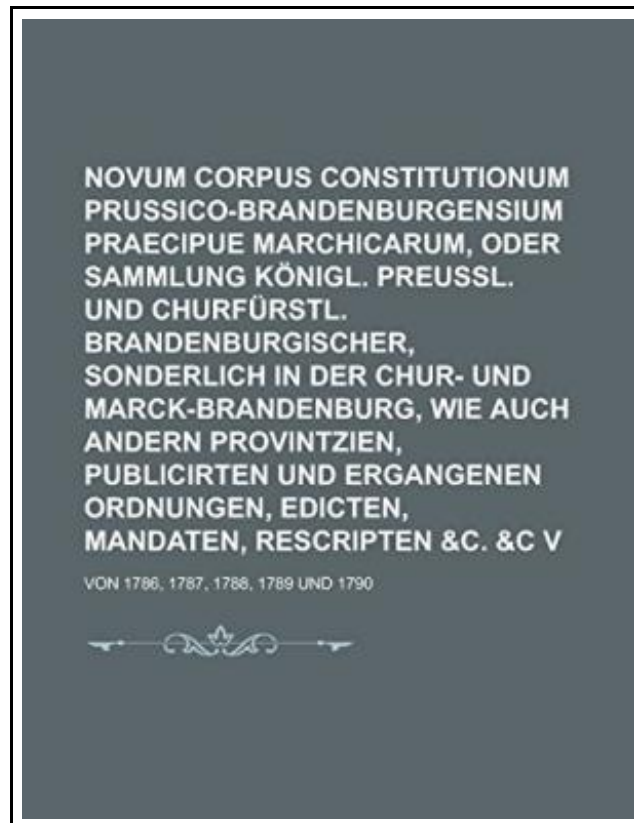 NOVUM CORPUS CONSTITUTIONUM
PRUSSICO-BRANDENBURGENSIUM
PRAECIPUE MARCHICARUM, ODER
SAMMLUNG KÖNIGL. PREUSSL.
UND CHURFÜRSTL.
BRANDENBURGISCHER,
SONDERLICH IN DER CHUR- UND
MARCK-BRANDENBURG, WIE AUCH
ANDERN PROVINTZIEN,
PUBLICIRTEN UND ERGANGENEN
ORDNUNGEN, EDICTEN,
MANDATEN, RESCRIPTEN &C. &C V
VON 1786, 1787, 1788, 1789 UND 1790